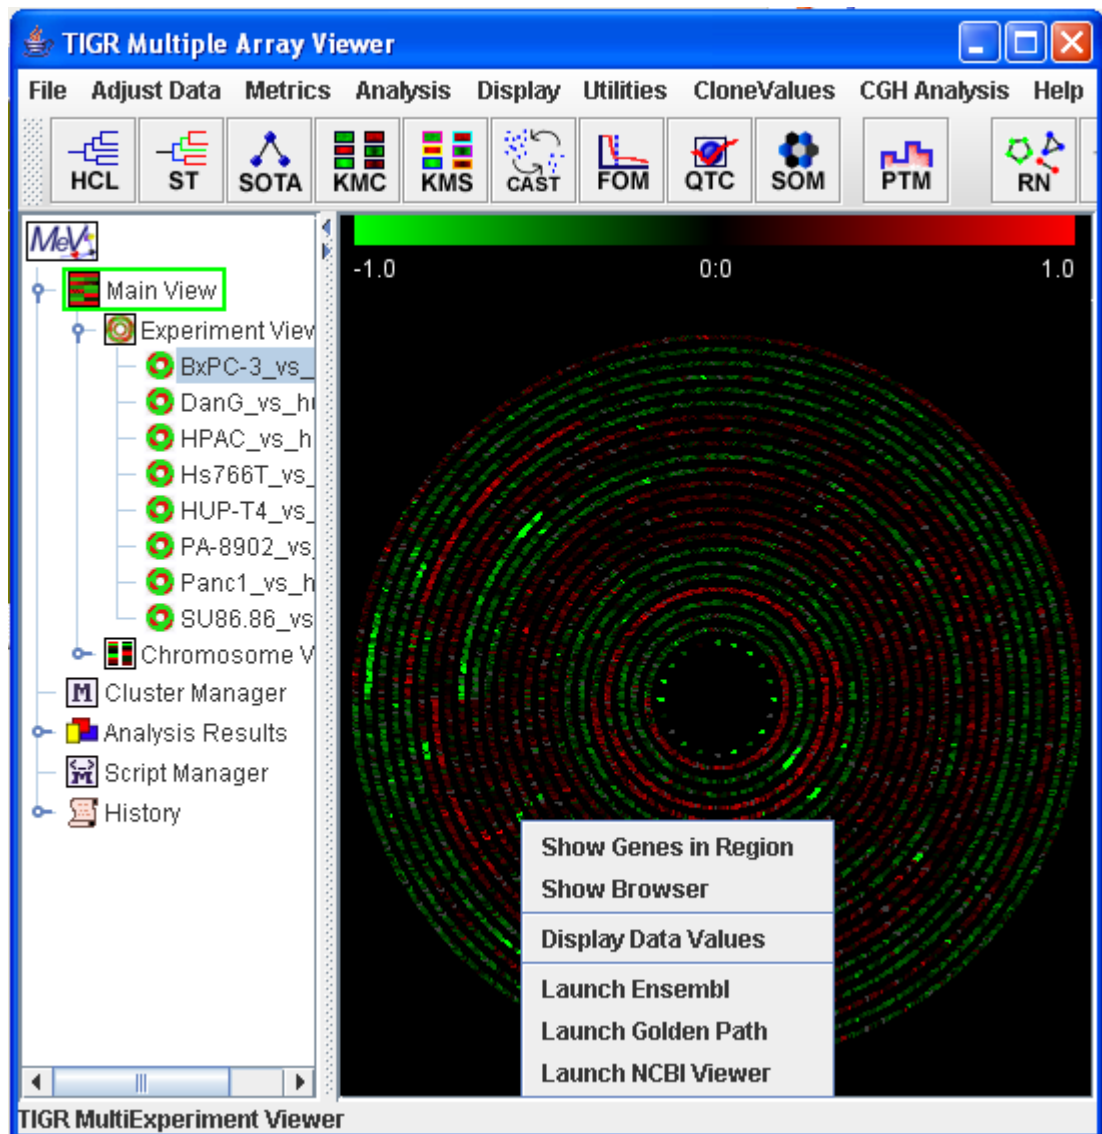 TIGR Multiple Array Viewer
File Adjust Data Metrics Analysis Display Utilities CloneValues CGH Analysis Help
HCL ST SOTA KMC KMS CAST FOM QTC SOM PTM RN
MeV
-1.0 0:0 1.0
Main View
Experiment View
BxPC-3_vs_
DanG_vs_hu
HPAC_vs_h
Hs766T_vs_
HUP-T4_vs_
PA-8902_vs_
Panc1_vs_h
SU86.86_vs
Chromosome V
Cluster Manager
Analysis Results
Script Manager
History
Show Genes in Region
Show Browser
Display Data Values
Launch Ensembl
Launch Golden Path
Launch NCBI Viewer
TIGR MultiExperiment Viewer